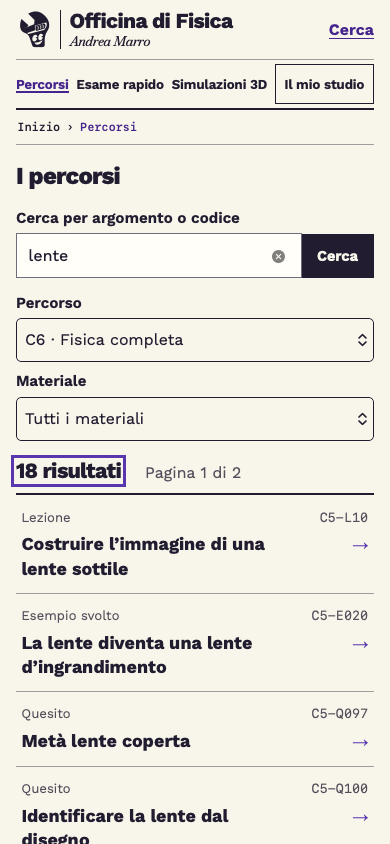 Officina di Fisica
Andrea Marro
Cerca
Percorsi Esame rapido Simulazioni 3D Il mio studio
Inizio › Percorsi
I percorsi
Cerca per argomento o codice
lente
Cerca
Percorso
C6 · Fisica completa
Materiale
Tutti i materiali
18 risultati Pagina 1 di 2
Lezione C5-L10
Costruire l’immagine di una →
lente sottile
Esempio svolto C5-E020
La lente diventa una lente →
d’ingrandimento
Quesito C5-Q097
Metà lente coperta →
Quesito C5-Q100
Identificare la lente dal →
disegno